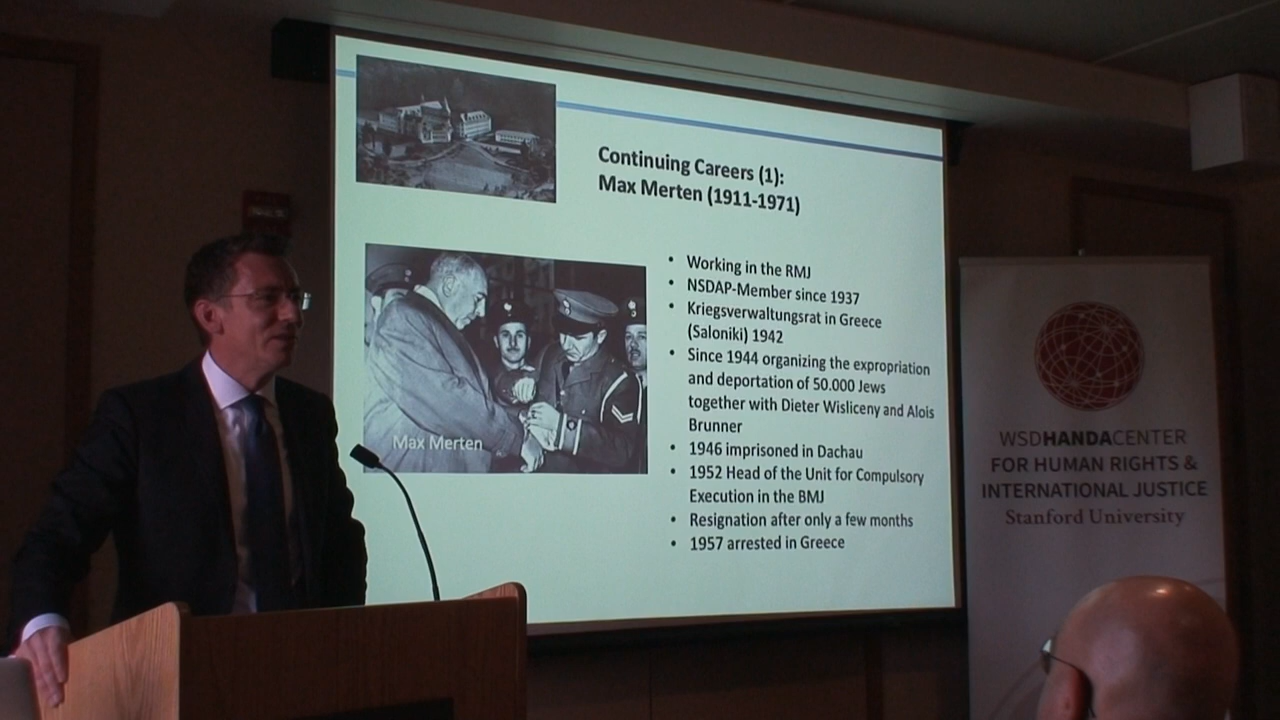 Continuing Careers (1):
Max Merten (1911-1971)
Max Merten
• Working in the RMJ
• NSDAP-Member since 1937
• Kriegsverwaltungsrat in Greece
(Saloniki) 1942
• Since 1944 organizing the expropriation
and deportation of 50.000 Jews
together with Dieter Wisliceny and Alois
Brunner
• 1946 imprisoned in Dachau
• 1952 Head of the Unit for Compulsory
Execution in the BMJ
• Resignation after only a few months
• 1957 arrested in Greece
WSDHANDACENTER
FOR HUMAN RIGHTS &
INTERNATIONAL JUSTICE
Stanford University